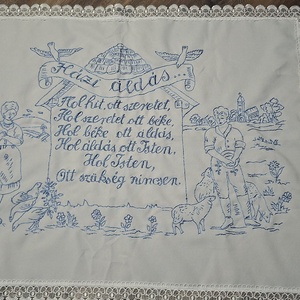 Házi áldás...
Hol hit, ott szeretet,
Hol szeretet ott béke,
Hol béke ott áldás,
Hol áldás ott Isten,
Hol Isten,
Ott szükség nincsen.